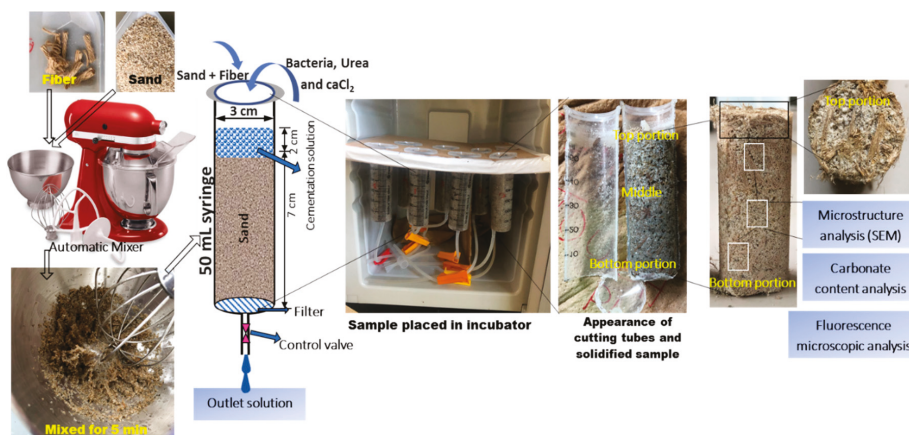 Fiber
Sand
Automatic Mixer
Mixed for 5 min
Sand + Fiber
Bacteria, Urea
and caCl2
3 cm
2 cm
7 cm
Cementation solution
50 mL syringe
Sand
Filter
Control valve
Outlet solution
Sample placed in incubator
Top portion
Middle
Bottom portion
Appearance of
cutting tubes and
solidified sample
Bottom portion
Top portion
Microstructure
analysis (SEM)
Carbonate
content analysis
Fluorescence
microscopic analysis